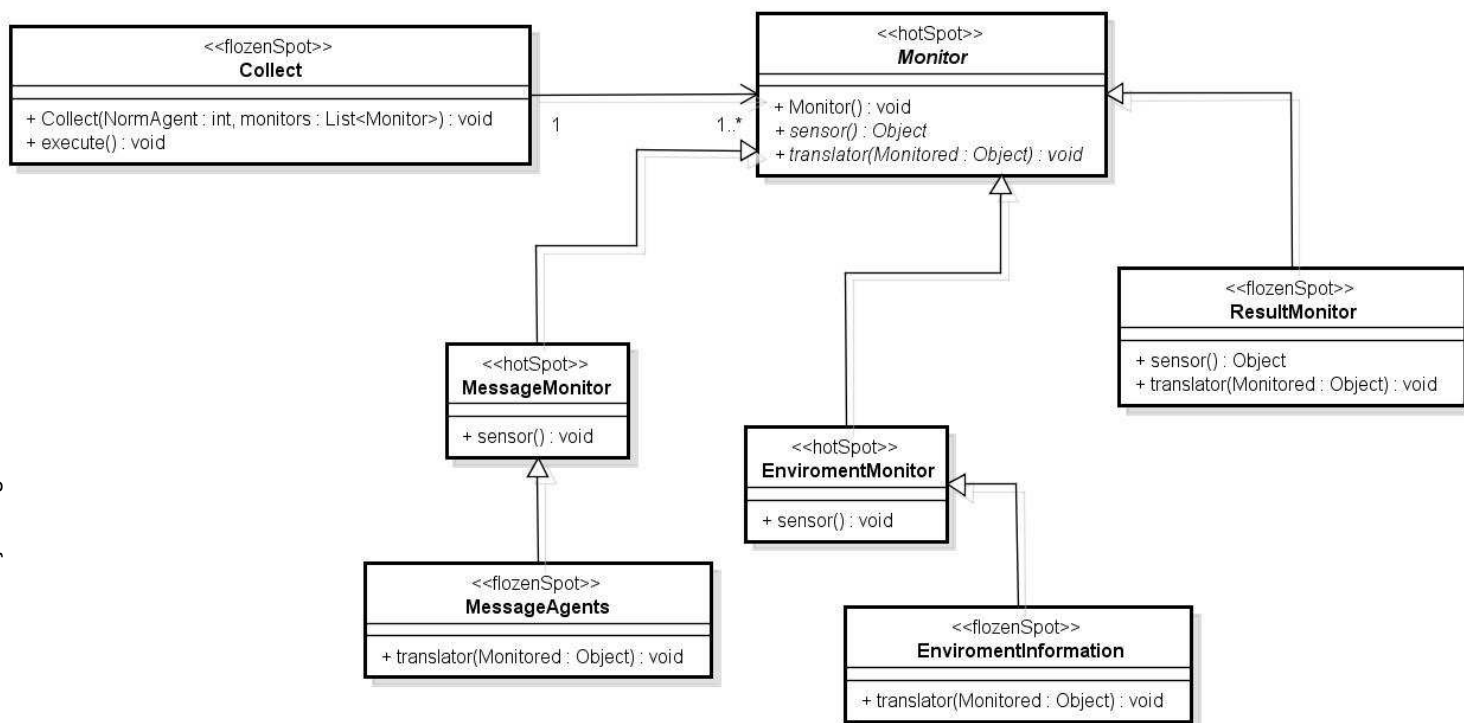 <<flozenSpot>>
Collect
+ Collect(NormAgent : int, monitors : List<Monitor>) : void
+ execute() : void
1
1..*
<<hotSpot>>
Monitor
+ Monitor() : void
+ sensor() : Object
+ translator(Monitored : Object) : void
<<flozenSpot>>
ResultMonitor
+ sensor() : Object
+ translator(Monitored : Object) : void
<<hotSpot>>
MessageMonitor
+ sensor() : void
<<hotSpot>>
EnviromentMonitor
+ sensor() : void
<<flozenSpot>>
MessageAgents
+ translator(Monitored : Object) : void
<<flozenSpot>>
EnviromentInformation
+ translator(Monitored : Object) : void